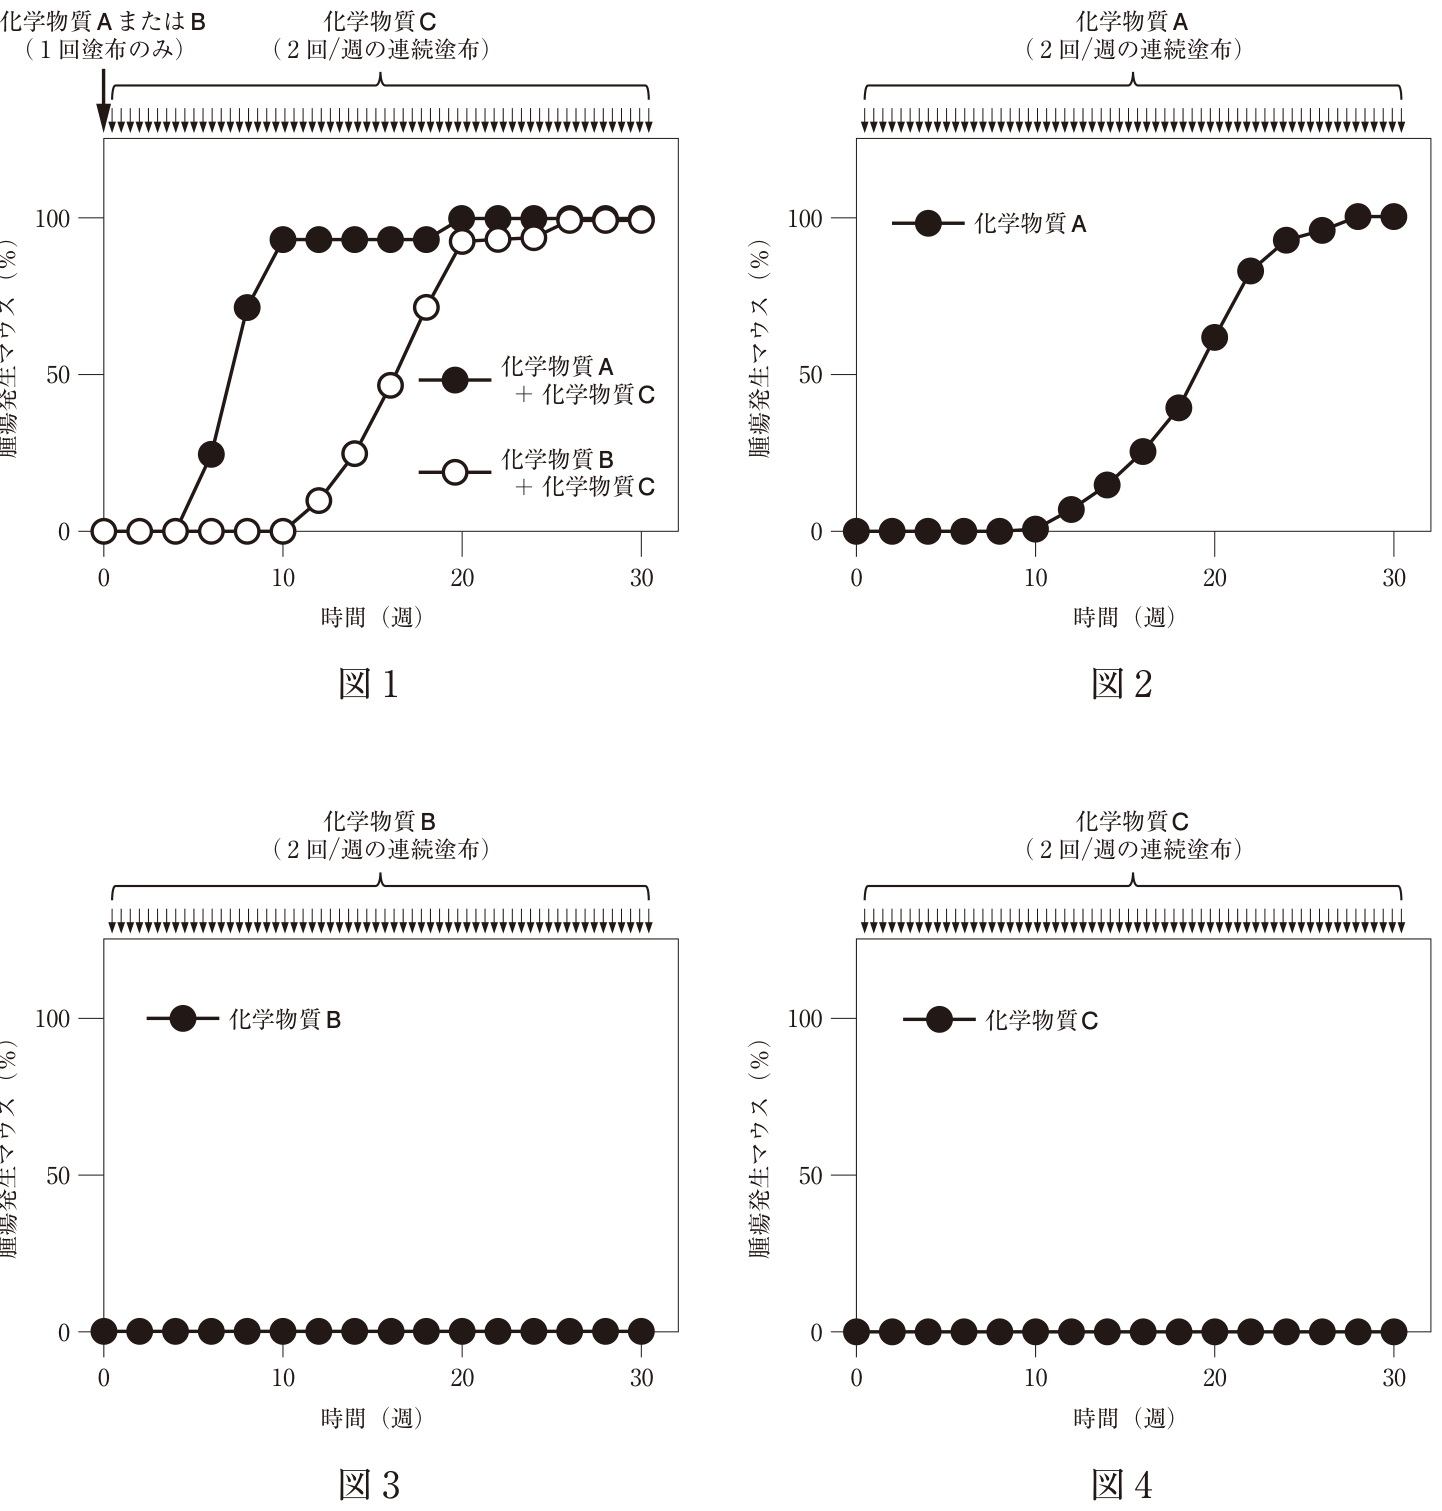 化学物質AまたはB
（1回塗布のみ）
化学物質C
（2回/週の連続塗布）
腫瘍発生マウス（%）
100
50
0
化学物質A
＋化学物質C
化学物質B
＋化学物質C
0 10 20 30
時間（週）
図1
化学物質A
（2回/週の連続塗布）
腫瘍発生マウス（%）
100
50
0
化学物質A
0 10 20 30
時間（週）
図2
化学物質B
（2回/週の連続塗布）
腫瘍発生マウス（%）
100
50
0
化学物質B
0 10 20 30
時間（週）
図3
化学物質C
（2回/週の連続塗布）
腫瘍発生マウス（%）
100
50
0
化学物質C
0 10 20 30
時間（週）
図4